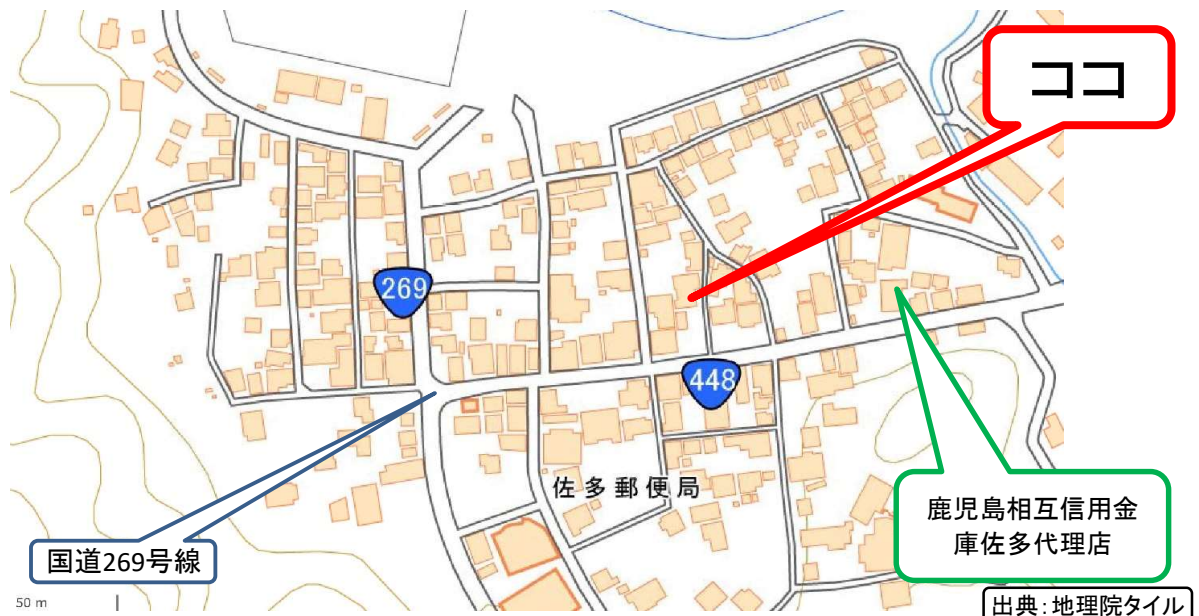 ココ
269
448
佐多郵便局
鹿児島相互信用金
庫佐多代理店
国道269号線
50 m
出典：地理院タイル